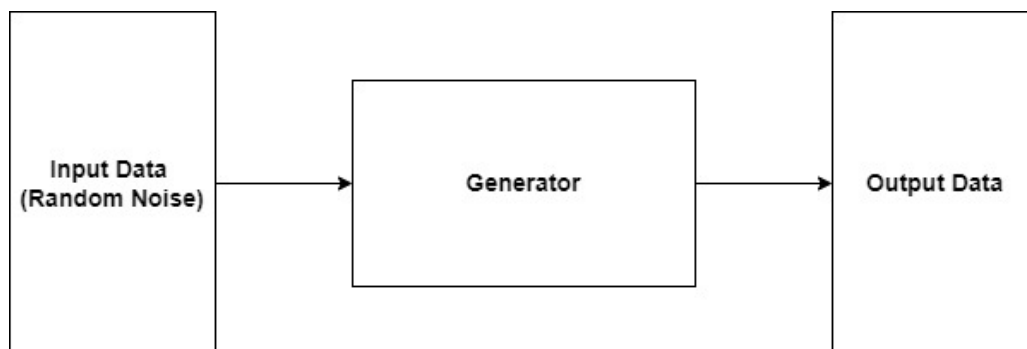 Input Data
(Random Noise)
Generator
Output Data